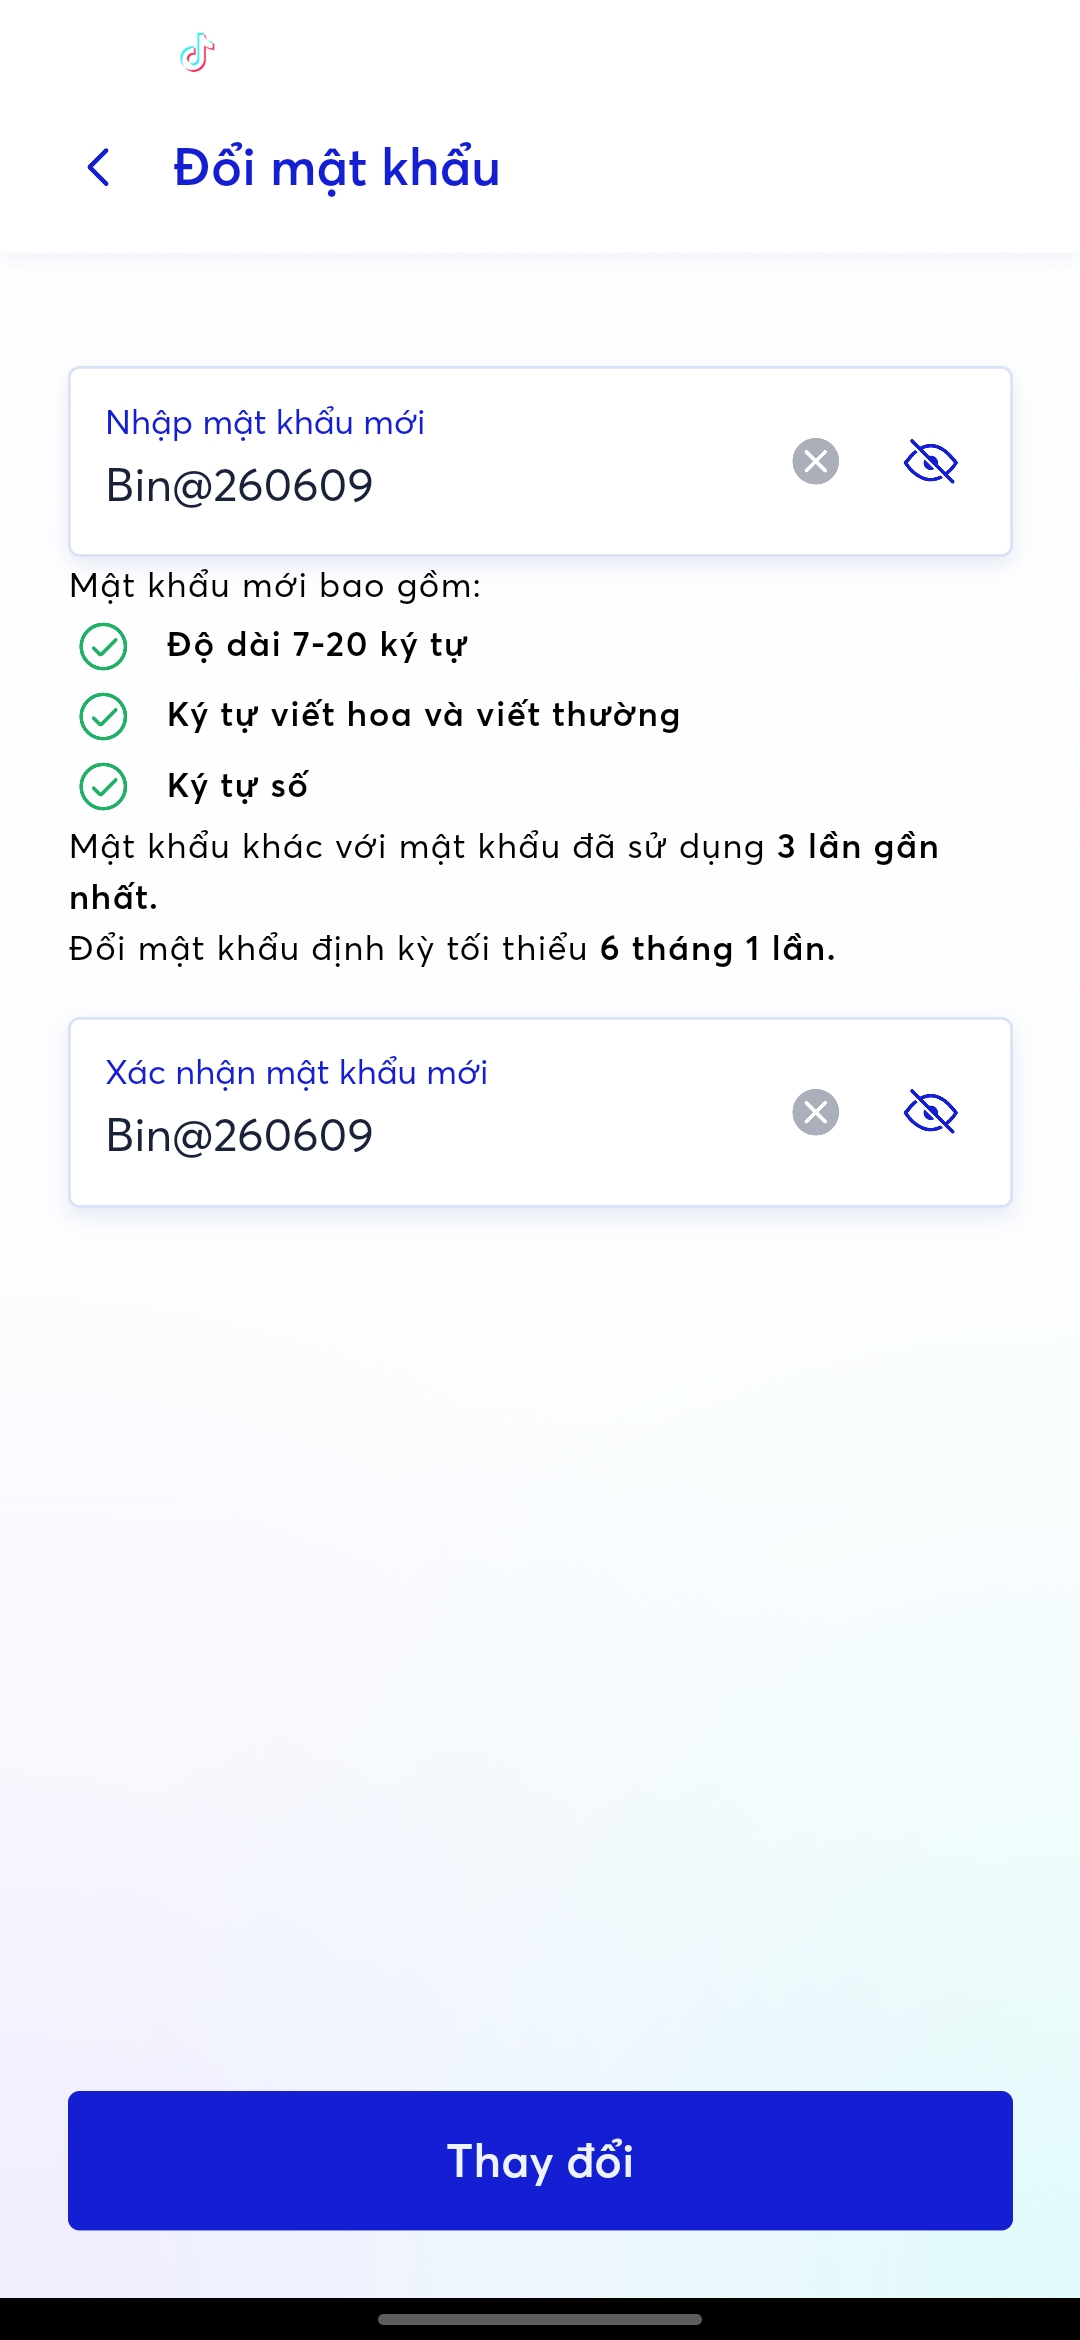 Đổi mật khẩu
Nhập mật khẩu mới
Bin@260609
Mật khẩu mới bao gồm:
Độ dài 7-20 ký tự
Ký tự viết hoa và viết thường
Ký tự số
Mật khẩu khác với mật khẩu đã sử dụng 3 lần gần
nhất.
Đổi mật khẩu định kỳ tối thiểu 6 tháng 1 lần.
Xác nhận mật khẩu mới
Bin@260609
Thay đổi